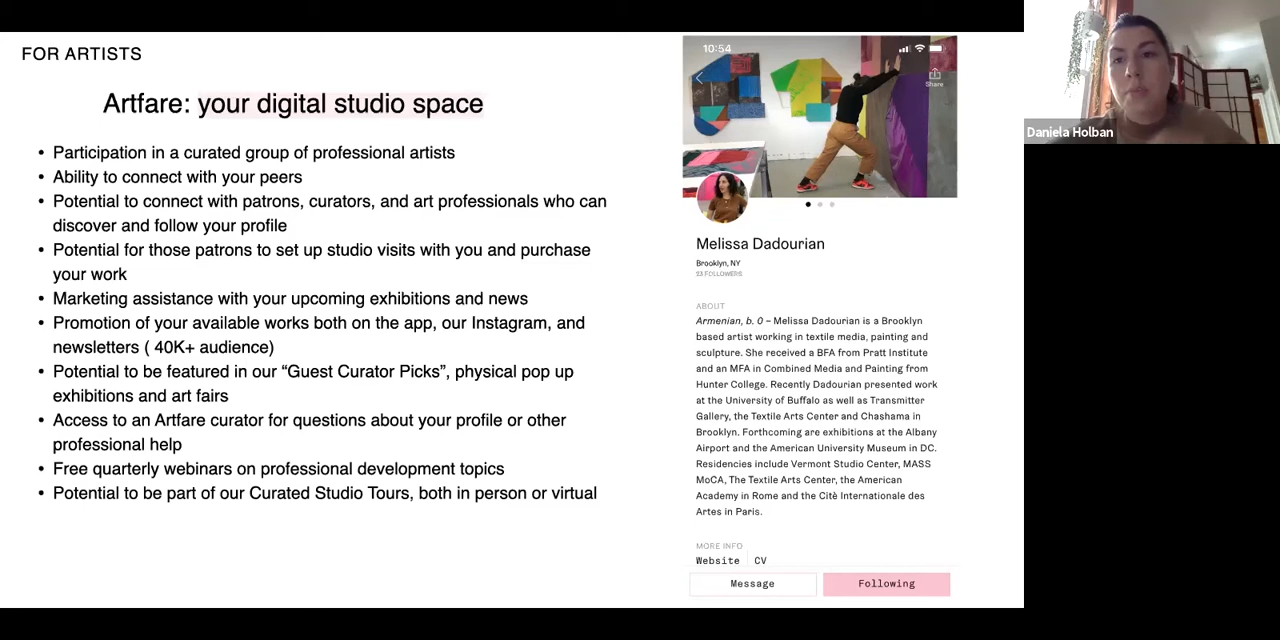 FOR ARTISTS
Artfare: your digital studio space
• Participation in a curated group of professional artists
• Ability to connect with your peers
• Potential to connect with patrons, curators, and art professionals who can
discover and follow your profile
• Potential for those patrons to set up studio visits with you and purchase
your work
• Marketing assistance with your upcoming exhibitions and news
• Promotion of your available works both on the app, our Instagram, and
newsletters ( 40K+ audience)
• Potential to be featured in our “Guest Curator Picks”, physical pop up
exhibitions and art fairs
• Access to an Artfare curator for questions about your profile or other
professional help
• Free quarterly webinars on professional development topics
• Potential to be part of our Curated Studio Tours, both in person or virtual
10:54
Share
Melissa Dadourian
Brooklyn, NY
23 FOLLOWERS
ABOUT
Armenian, b. 0 – Melissa Dadourian is a Brooklyn
based artist working in textile media, painting and
sculpture. She received a BFA from Pratt Institute
and an MFA in Combined Media and Painting from
Hunter College. Recently Dadourian presented work
at the University of Buffalo as well as Transmitter
Gallery, the Textile Arts Center and Chashama in
Brooklyn. Forthcoming are exhibitions at the Albany
Airport and the American University Museum in DC.
Residencies include Vermont Studio Center, MASS
MoCA, The Textile Arts Center, the American
Academy in Rome and the Citè Internationale des
Artes in Paris.
MORE INFO
Website CV
Message Following
Daniela Holban